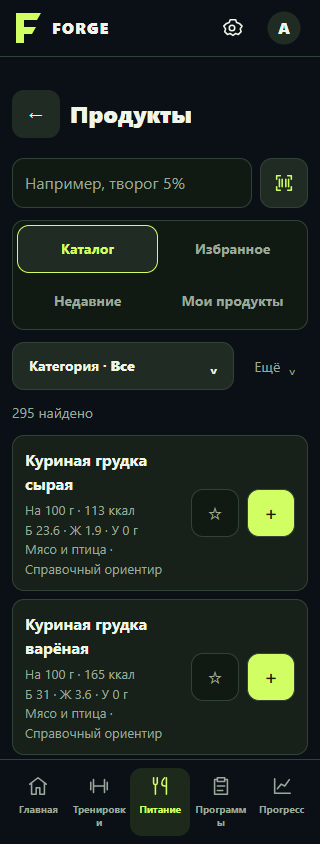 FORGE
A
← Продукты
Например, творог 5%
Каталог
Избранное
Недавние
Мои продукты
Категория · Все
Ещё
295 найдено
Куриная грудка
сырая
На 100 г · 113 ккал
Б 23.6 · Ж 1.9 · У 0 г
Мясо и птица ·
Справочный ориентир
☆
+
Куриная грудка
варёная
На 100 г · 165 ккал
Б 31 · Ж 3.6 · У 0 г
Мясо и птица ·
Справочный ориентир
☆
+
Главная
Тренировк
и
Питание
Программ
ы
Прогресс